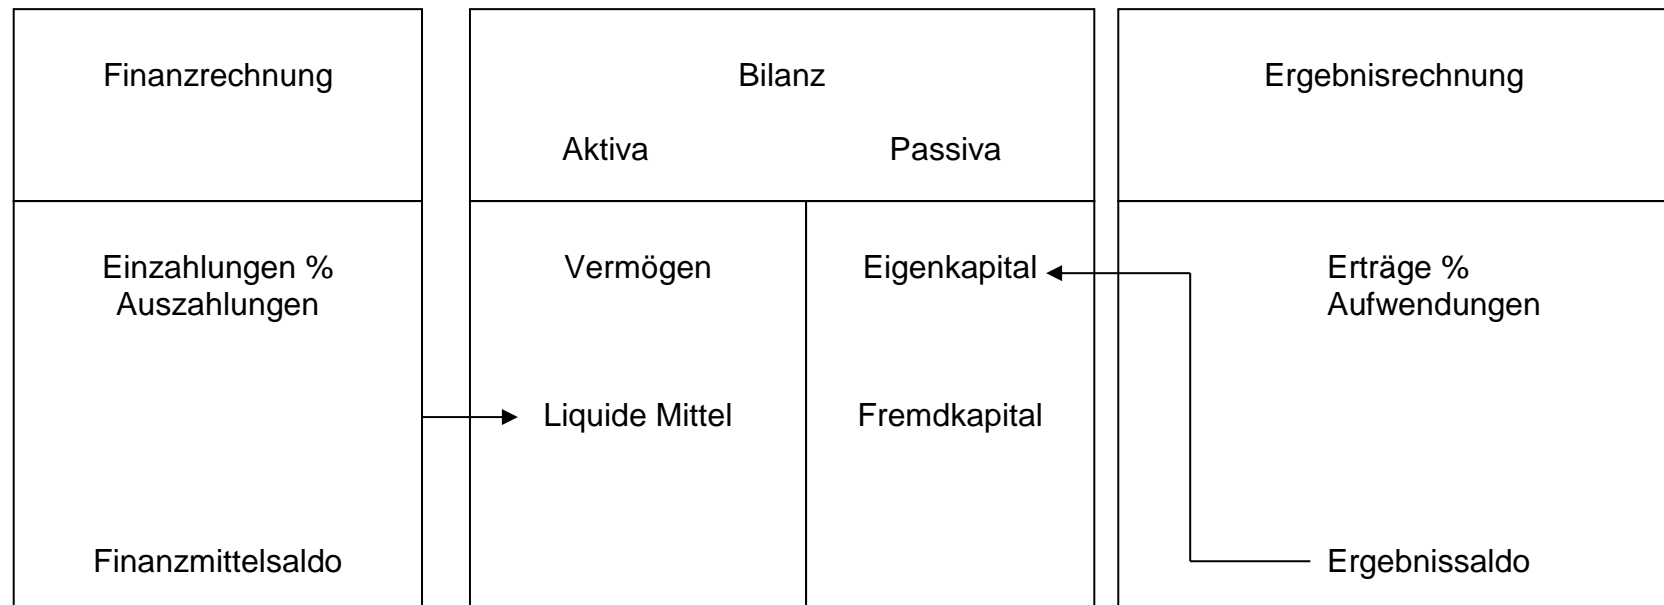 Finanzrechnung
Bilanz
Aktiva
Passiva
Ergebnisrechnung
Einzahlungen %
Auszahlungen
Finanzmittelsaldo
Vermögen
Liquide Mittel
Eigenkapital
Fremdkapital
Erträge %
Aufwendungen
Ergebnissaldo